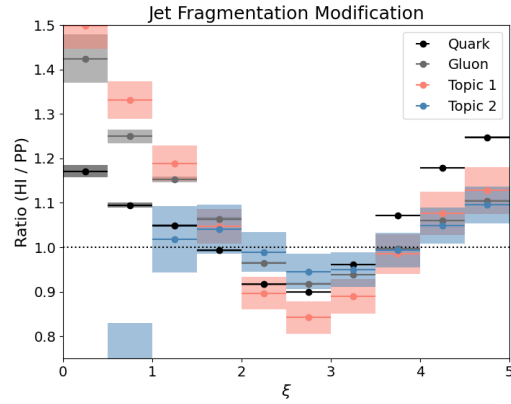 Jet Fragmentation Modification
1.5
1.4
1.3
1.2
1.1
1.0
0.9
0.8
Ratio (HI / PP)
Quark
Gluon
Topic 1
Topic 2
0 1 2 3 4 5
ξ